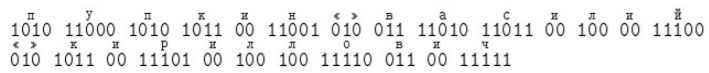 п у п к и н « » в а с и л и й
1010 11000 1010 1011 00 11001 010 011 11010 11011 00 100 00 11100
« » к и р и л л о в и ч
010 1011 00 11101 00 100 100 11110 011 00 11111